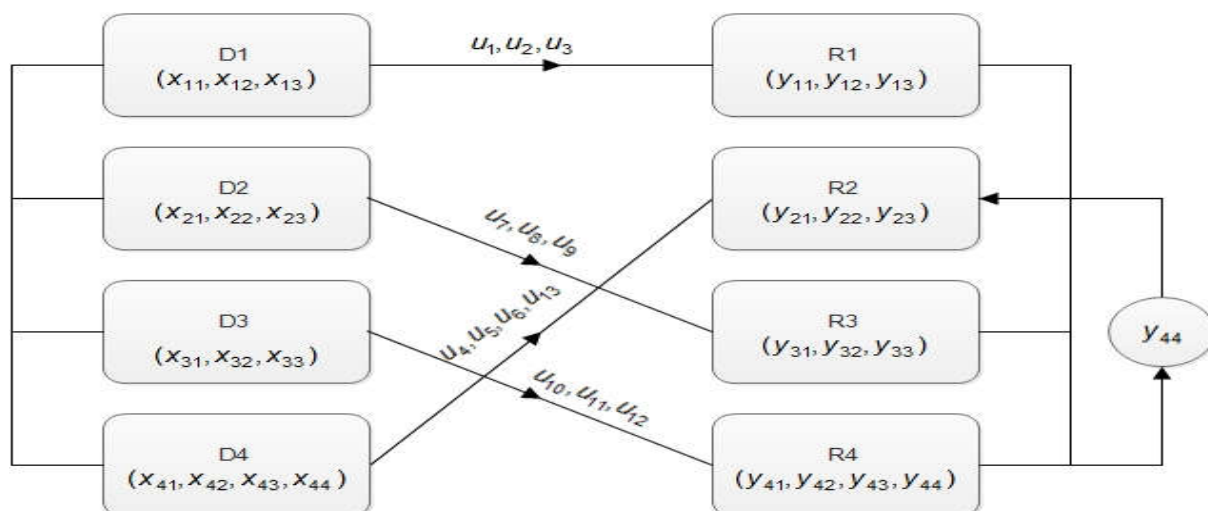 D1
(x₁₁, x₁₂, x₁₃)
u₁, u₂, u₃
R1
(y₁₁, y₁₂, y₁₃)
D2
(x₂₁, x₂₂, x₂₃)
u₇, u₈, u₉
R2
(y₂₁, y₂₂, y₂₃)
D3
(x₃₁, x₃₂, x₃₃)
u₄, u₅, u₆, u₁₃
R3
(y₃₁, y₃₂, y₃₃)
y₄₄
u₁₀, u₁₁, u₁₂
D4
(x₄₁, x₄₂, x₄₃, x₄₄)
R4
(y₄₁, y₄₂, y₄₃, y₄₄)